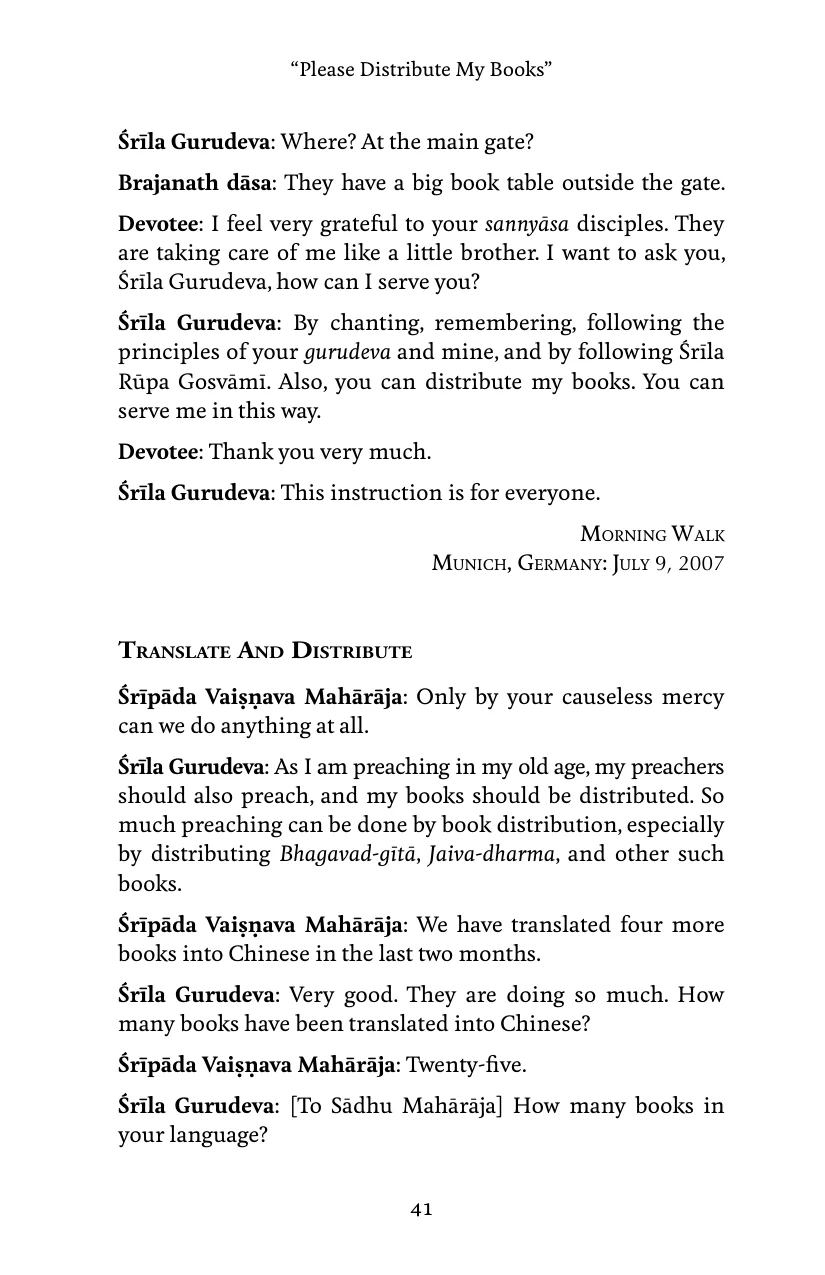 “Please Distribute My Books”
Śrīla Gurudeva: Where? At the main gate?
Brajanath dāsa: They have a big book table outside the gate.
Devotee: I feel very grateful to your sannyāsa disciples. They
are taking care of me like a little brother. I want to ask you,
Śrīla Gurudeva, how can I serve you?
Śrīla Gurudeva: By chanting, remembering, following the
principles of your gurudeva and mine, and by following Śrīla
Rūpa Gosvāmī. Also, you can distribute my books. You can
serve me in this way.
Devotee: Thank you very much.
Śrīla Gurudeva: This instruction is for everyone.
Morning Walk
Munich, Germany: July 9, 2007
Translate And Distribute
Śrīpāda Vaiṣṇava Mahārāja: Only by your causeless mercy
can we do anything at all.
Śrīla Gurudeva: As I am preaching in my old age, my preachers
should also preach, and my books should be distributed. So
much preaching can be done by book distribution, especially
by distributing Bhagavad-gītā, Jaiva-dharma, and other such
books.
Śrīpāda Vaiṣṇava Mahārāja: We have translated four more
books into Chinese in the last two months.
Śrīla Gurudeva: Very good. They are doing so much. How
many books have been translated into Chinese?
Śrīpāda Vaiṣṇava Mahārāja: Twenty-five.
Śrīla Gurudeva: [To Sādhu Mahārāja] How many books in
your language?
41